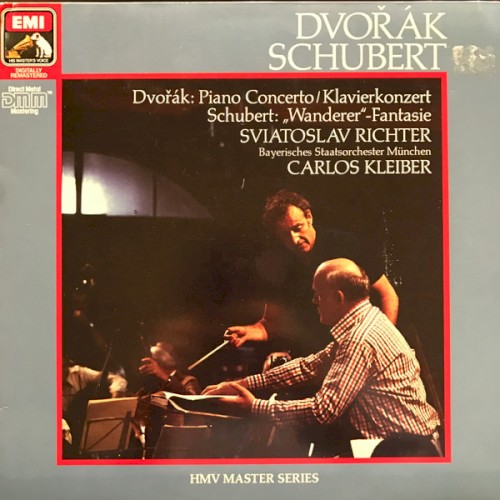 EMI
HIS MASTER'S VOICE
DIGITALLY
REMASTERED
Direct Metal
DMM™
Mastering
DVOŘÁK
SCHUBERT
Dvořák: Piano Concerto/Klavierkonzert
Schubert: „Wanderer“-Fantasie
SVIATOSLAV RICHTER
Bayerisches Staatsorchester München
CARLOS KLEIBER
HMV MASTER SERIES